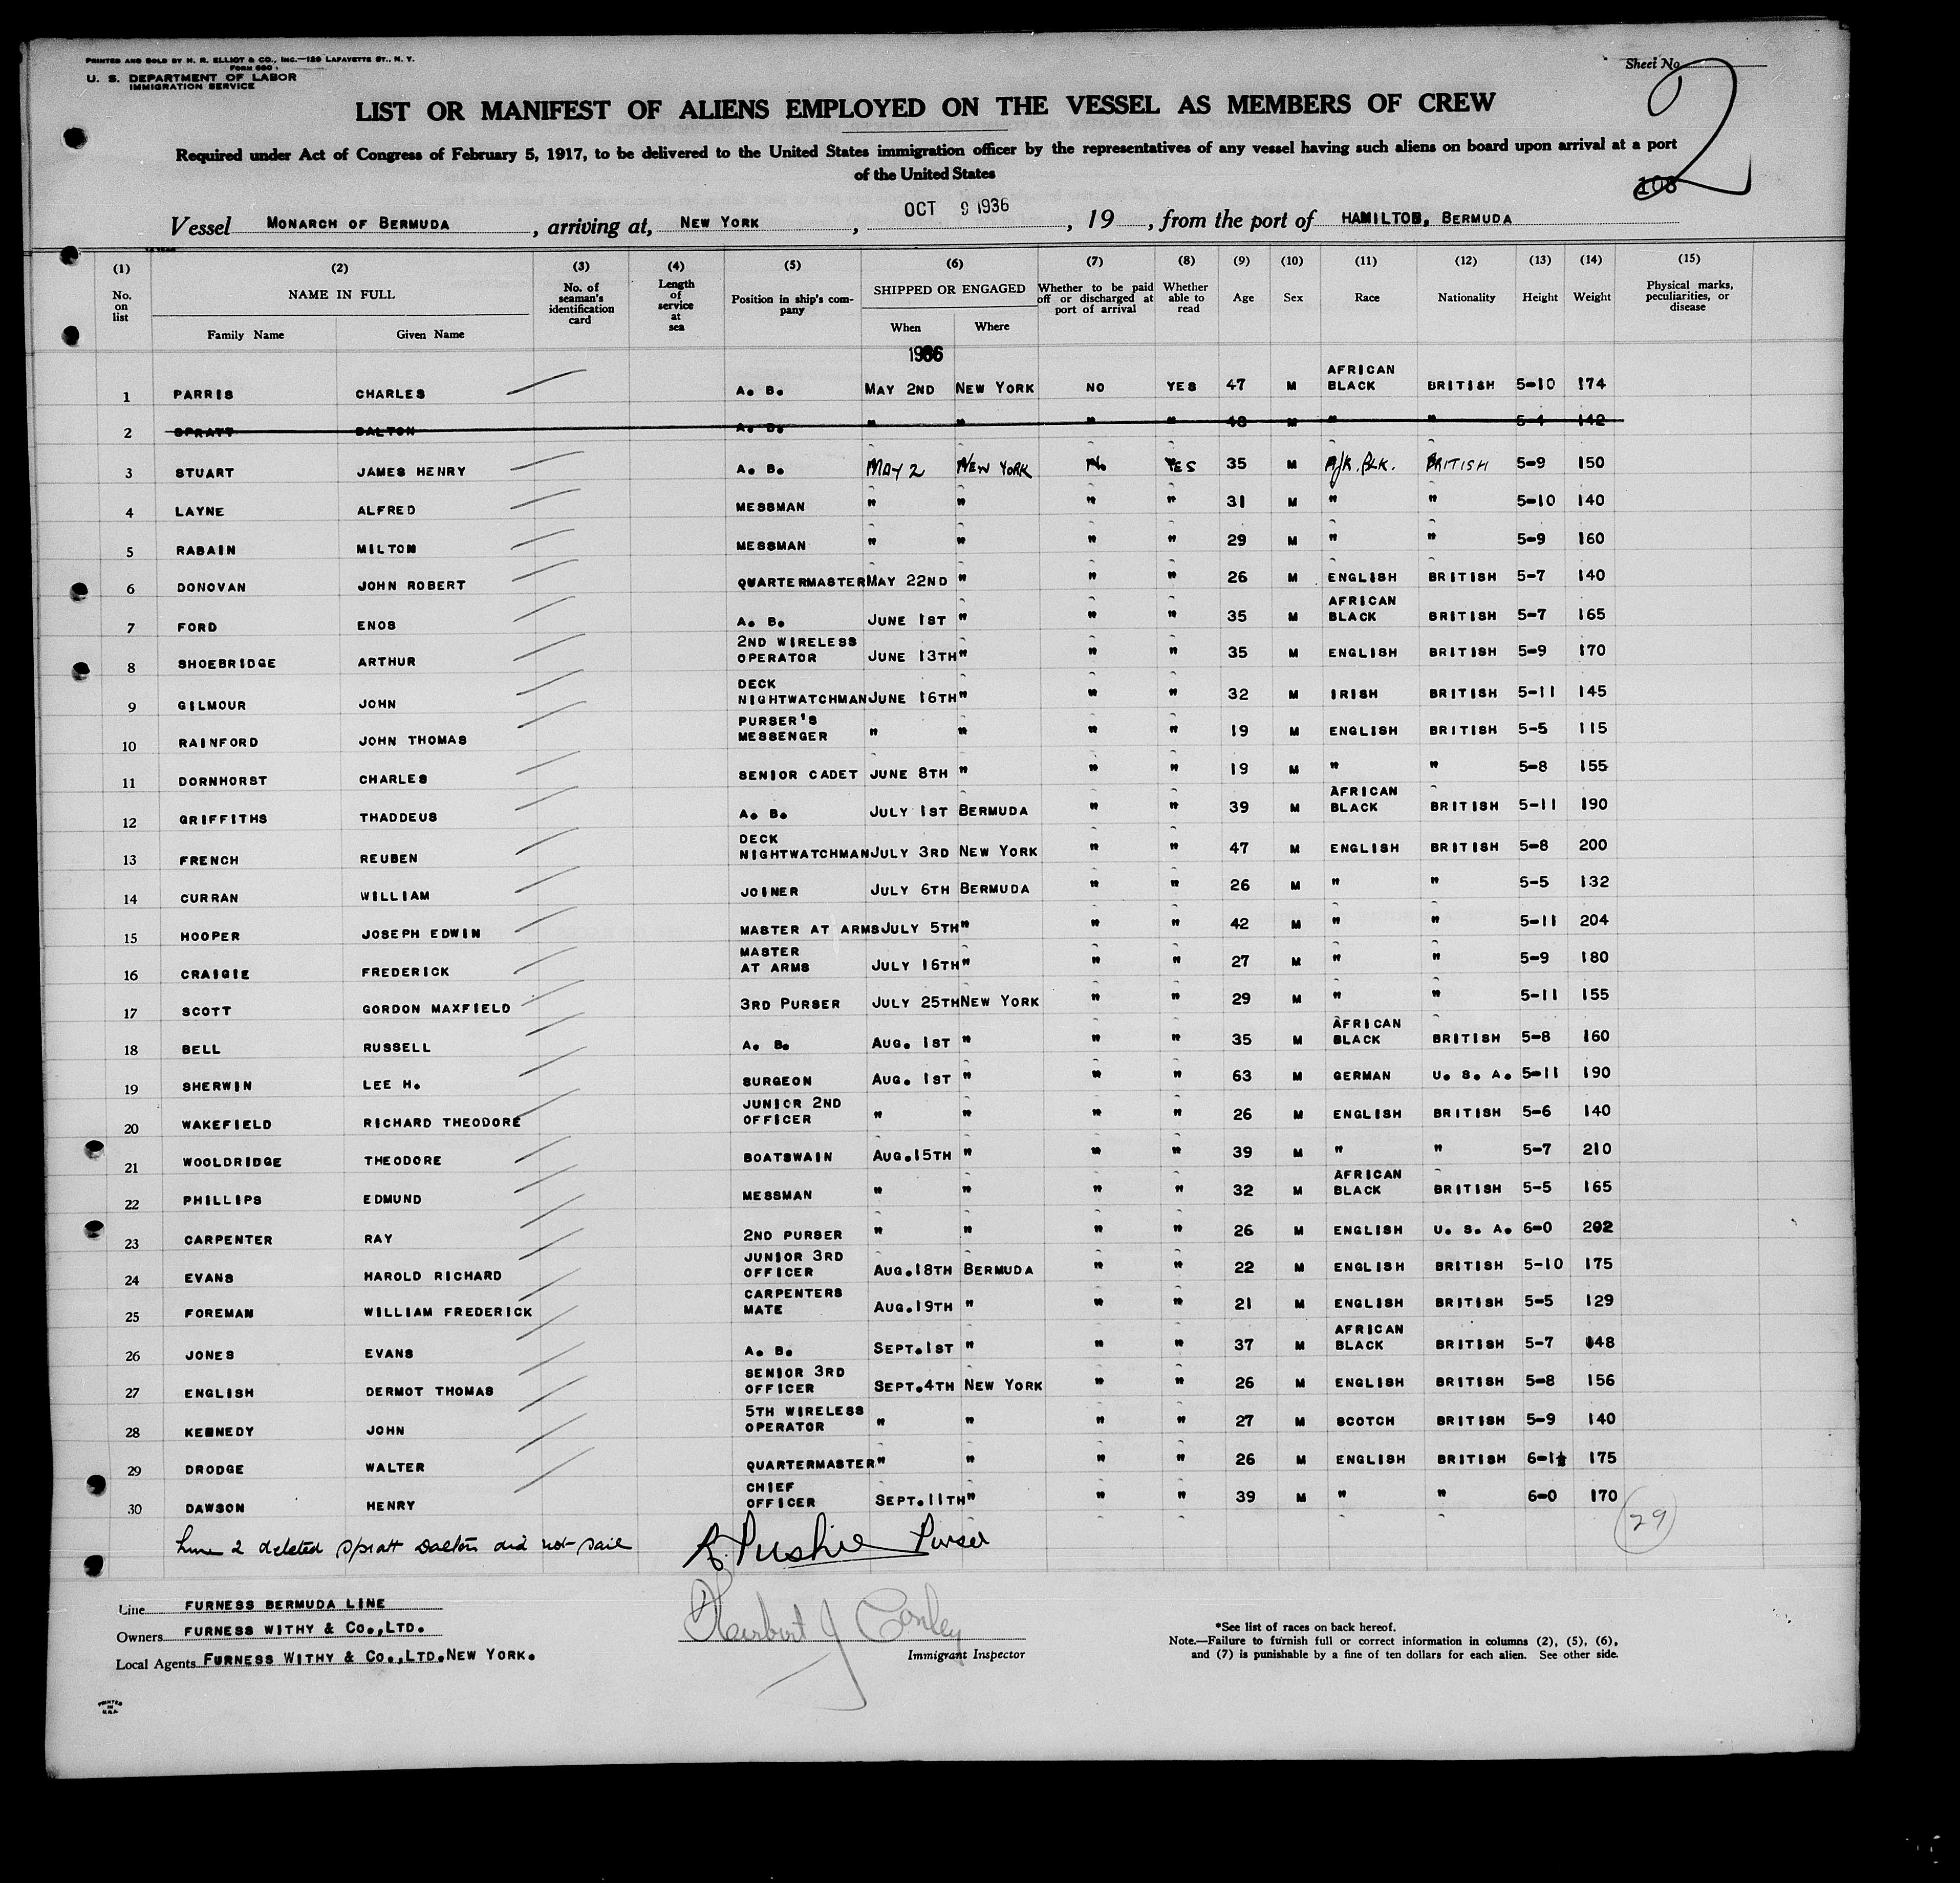 PRINTED AND SOLD BY H. R. ELLIOT & CO., INC.—129 LAFAYETTE ST., N. Y.
FORM 680
U. S. DEPARTMENT OF LABOR
IMMIGRATION SERVICE
Sheet No.
2
LIST OR MANIFEST OF ALIENS EMPLOYED ON THE VESSEL AS MEMBERS OF CREW
Required under Act of Congress of February 5, 1917, to be delivered to the United States immigration officer by the representatives of any vessel having such aliens on board upon arrival at a port
of the United States
108
Vessel MONARCH OF BERMUDA, arriving at, NEW YORK, OCT 9 1936, 19 , from the port of HAMILTON, BERMUDA
(1) (2) (3) (4) (5) (6) (7) (8) (9) (10) (11) (12) (13) (14) (15)
No. on list NAME IN FULL Family Name Given Name No. of seaman's identification card Length of service at sea Position in ship's company SHIPPED OR ENGAGED When Where Whether to be paid off or discharged at port of arrival Whether able to read Age Sex Race Nationality Height Weight Physical marks, peculiarities, or disease
1936
1 PARRIS CHARLES A. B. MAY 2ND NEW YORK NO YES 47 M AFRICAN BLACK BRITISH 5-10 174
2 SPRATT DALTON A. B. " " " " 48 M " " 5-4 142
3 STUART JAMES HENRY A. B. MAY 2 NEW YORK No YES 35 M Afr. BLK. BRITISH 5-9 150
4 LAYNE ALFRED MESSMAN " " " " 31 M " " 5-10 140
5 RABAIN MILTON MESSMAN " " " " 29 M " " 5-9 160
6 DONOVAN JOHN ROBERT QUARTERMASTER MAY 22ND " " " 26 M ENGLISH BRITISH 5-7 140
7 FORD ENOS A. B. JUNE 1ST " " " 35 M AFRICAN BLACK BRITISH 5-7 165
8 SHOEBRIDGE ARTHUR 2ND WIRELESS OPERATOR JUNE 13TH " " " 35 M ENGLISH BRITISH 5-9 170
9 GILMOUR JOHN DECK NIGHTWATCHMAN JUNE 16TH " " " 32 M IRISH BRITISH 5-11 145
10 RAINFORD JOHN THOMAS PURSER'S MESSENGER " " " " 19 M ENGLISH BRITISH 5-5 115
11 DORNHORST CHARLES SENIOR CADET JUNE 8TH " " " 19 M " " 5-8 155
12 GRIFFITHS THADDEUS A. B. JULY 1ST BERMUDA " " 39 M AFRICAN BLACK BRITISH 5-11 190
13 FRENCH REUBEN DECK NIGHTWATCHMAN JULY 3RD NEW YORK " " 47 M ENGLISH BRITISH 5-8 200
14 CURRAN WILLIAM JOINER JULY 6TH BERMUDA " " 26 M " " 5-5 132
15 HOOPER JOSEPH EDWIN MASTER AT ARMS JULY 5TH " " " 42 M " " 5-11 204
16 CRAIGIE FREDERICK MASTER AT ARMS JULY 16TH " " " 27 M " " 5-9 180
17 SCOTT GORDON MAXFIELD 3RD PURSER JULY 25TH NEW YORK " " 29 M " " 5-11 155
18 BELL RUSSELL A. B. AUG. 1ST " " " 35 M AFRICAN BLACK BRITISH 5-8 160
19 SHERWIN LEE H. SURGEON AUG. 1ST " " " 63 M GERMAN U. S. A. 5-11 190
20 WAKEFIELD RICHARD THEODORE JUNIOR 2ND OFFICER " " " " 26 M ENGLISH BRITISH 5-6 140
21 WOOLDRIDGE THEODORE BOATSWAIN AUG.15TH " " " 39 M " " 5-7 210
22 PHILLIPS EDMUND MESSMAN " " " " 32 M AFRICAN BLACK BRITISH 5-5 165
23 CARPENTER RAY 2ND PURSER " " " " 26 M ENGLISH U. S. A. 6-0 202
24 EVANS HAROLD RICHARD JUNIOR 3RD OFFICER AUG.18TH BERMUDA " " 22 M ENGLISH BRITISH 5-10 175
25 FOREMAN WILLIAM FREDERICK CARPENTERS MATE AUG.19TH " " " 21 M ENGLISH BRITISH 5-5 129
26 JONES EVANS A. B. SEPT.1ST " " " 37 M AFRICAN BLACK BRITISH 5-7 148
27 ENGLISH DERMOT THOMAS SENIOR 3RD OFFICER SEPT.4TH NEW YORK " " 26 M ENGLISH BRITISH 5-8 156
28 KENNEDY JOHN 5TH WIRELESS OPERATOR " " " " 27 M SCOTCH BRITISH 5-9 140
29 DRODGE WALTER QUARTERMASTER " " " " 26 M ENGLISH BRITISH 6-1½ 175
30 DAWSON HENRY CHIEF OFFICER SEPT.11TH " " " 39 M " " 6-0 170
29
Line 2 deleted Spratt Dalton did not sail
Purser
Line FURNESS BERMUDA LINE
Owners FURNESS WITHY & CO.,LTD.
Local Agents FURNESS WITHY & CO.,LTD.NEW YORK.
Herbert J Conley
Immigrant Inspector
*See list of races on back hereof.
Note.—Failure to furnish full or correct information in columns (2), (5), (6),
and (7) is punishable by a fine of ten dollars for each alien. See other side.
PRINTED
IN
U.S.A.